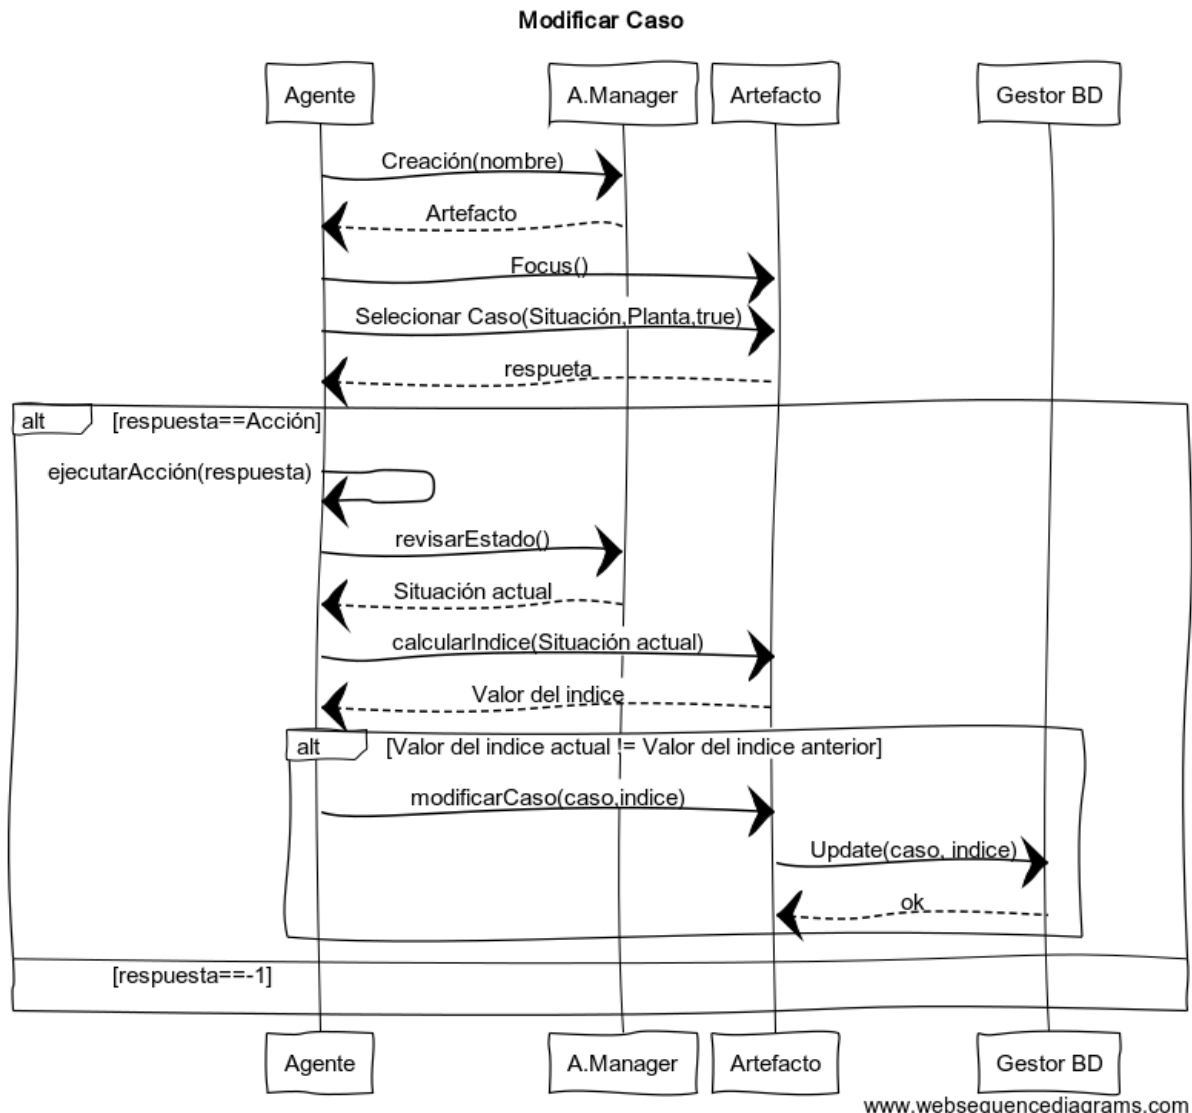 Modificar Caso
Agente
A.Manager
Artefacto
Gestor BD
Creación(nombre)
Artefacto
Focus()
Selecionar Caso(Situación,Planta,true)
respueta
alt
[respuesta==Acción]
ejecutarAcción(respuesta)
revisarEstado()
Situación actual
calcularIndice(Situación actual)
Valor del indice
alt
[Valor del indice actual != Valor del indice anterior]
modificarCaso(caso,indice)
Update(caso, indice)
ok
[respuesta==-1]
Agente
A.Manager
Artefacto
Gestor BD
www.websequencediagrams.com